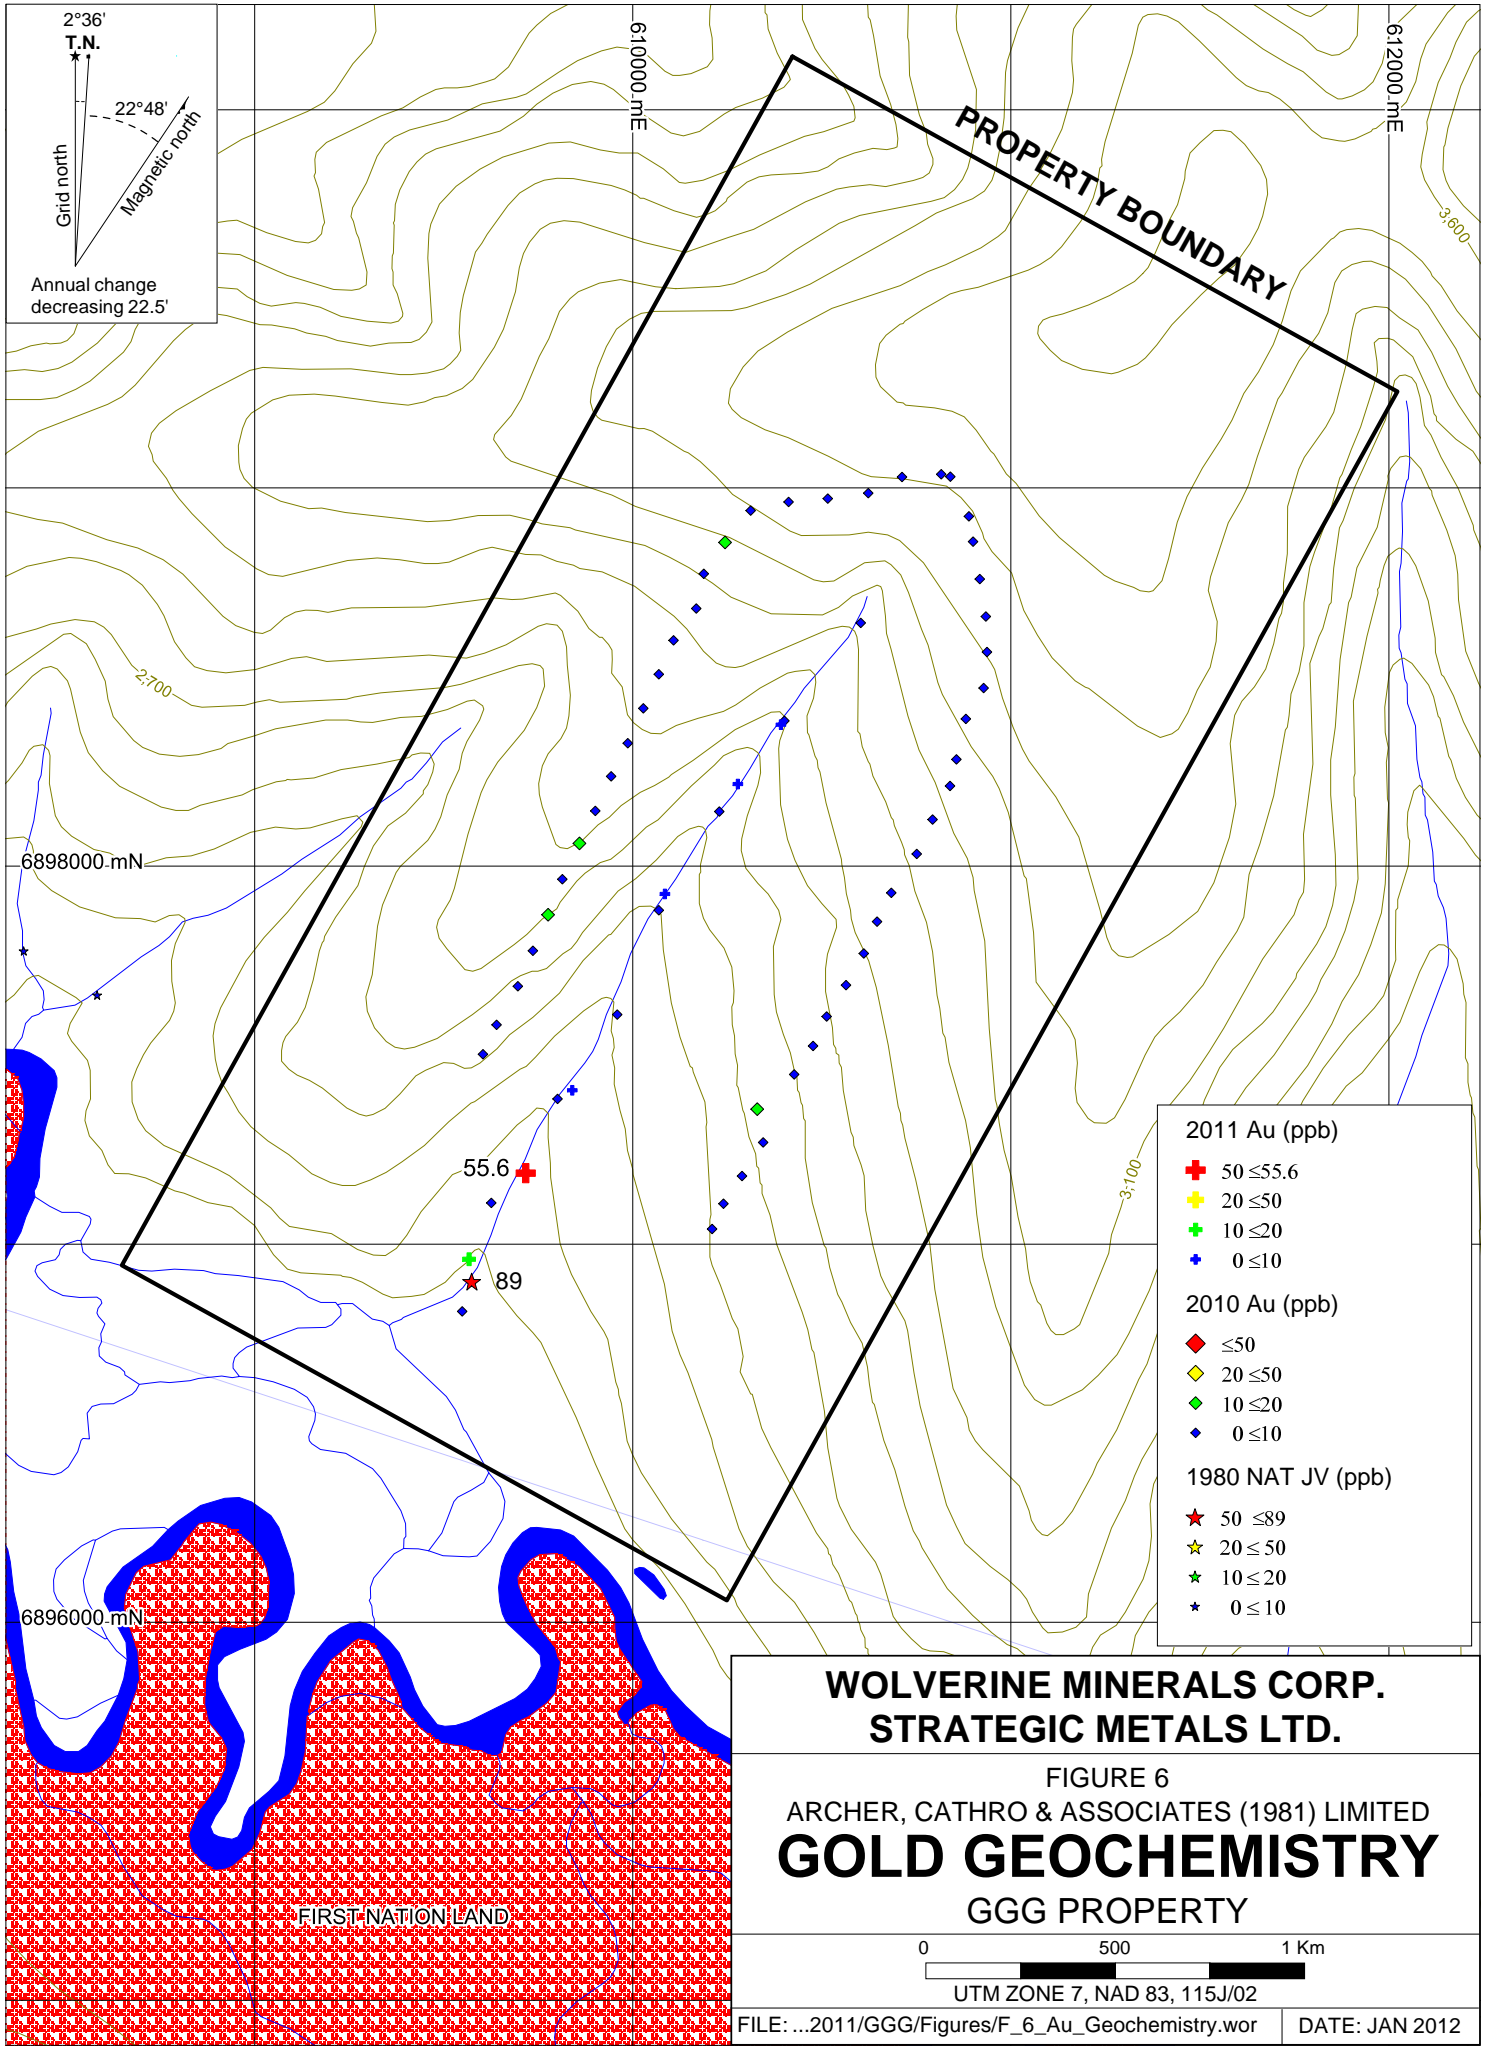 2°36'
T.N.
22°48'
Grid north
Magnetic north
Annual change
decreasing 22.5'
610000 mE
612000 mE
PROPERTY BOUNDARY
3,600
2,700
6898000 mN
3,100
55.6
89
6896000 mN
FIRST NATION LAND
2011 Au (ppb)
50 ≤55.6
20 ≤50
10 ≤20
0 ≤10
2010 Au (ppb)
≤50
20 ≤50
10 ≤20
0 ≤10
1980 NAT JV (ppb)
50 ≤89
20 ≤ 50
10 ≤ 20
0 ≤ 10
WOLVERINE MINERALS CORP.
STRATEGIC METALS LTD.
FIGURE 6
ARCHER, CATHRO & ASSOCIATES (1981) LIMITED
GOLD GEOCHEMISTRY
GGG PROPERTY
0 500 1 Km
UTM ZONE 7, NAD 83, 115J/02
FILE: ...2011/GGG/Figures/F_6_Au_Geochemistry.wor
DATE: JAN 2012